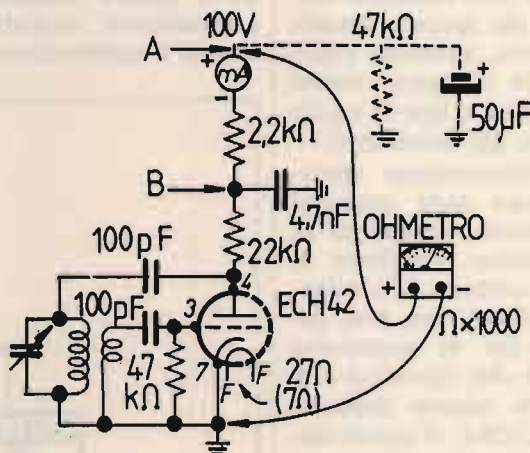 100V
47kΩ
A
+
mA
-
+
50µF
2,2kΩ
B
4,7nF
OHMETRO
100pF
22kΩ
+ -
4
100pF
ECH42
Ω×1000
3
47
kΩ
7
F F
27Ω
(7Ω)